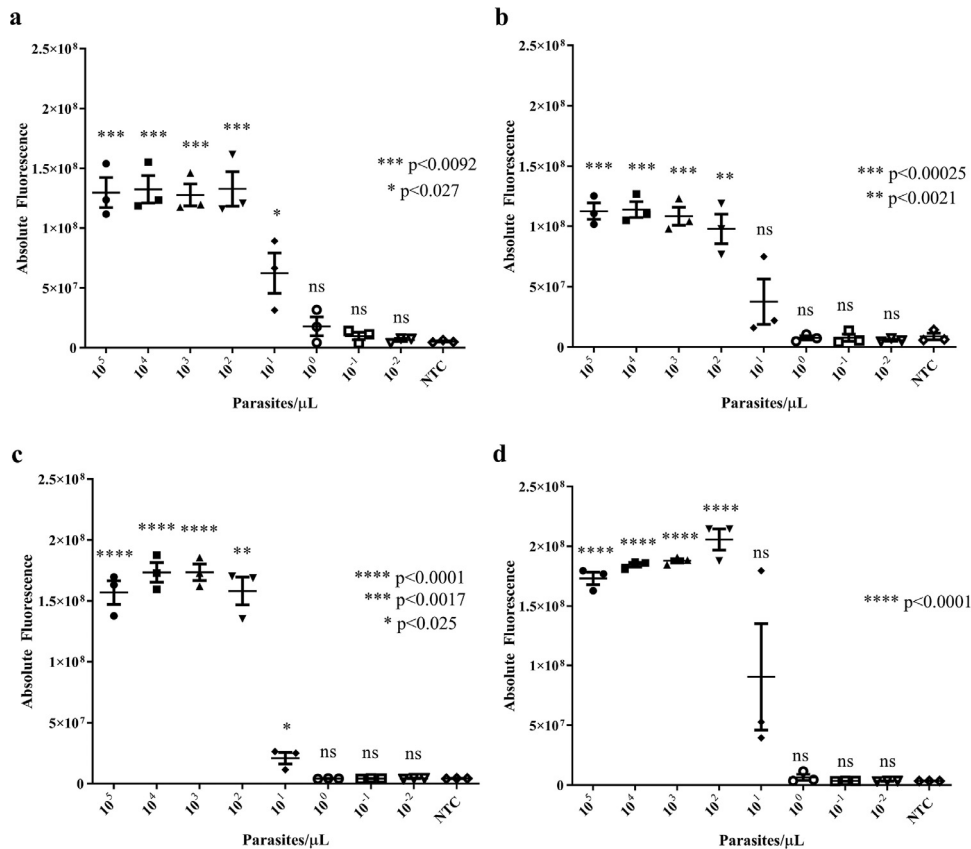 a
2.5×10⁸
2×10⁸
1.5×10⁸
1×10⁸
5×10⁷
0
Absolute Fluorescence
*** *** *** ***
* ns ns ns
*** p<0.0092
* p<0.027
10⁵ 10⁴ 10³ 10² 10¹ 10⁰ 10⁻¹ 10⁻² NTC
Parasites/μL
b
2.5×10⁸
2×10⁸
1.5×10⁸
1×10⁸
5×10⁷
0
Absolute Fluorescence
*** *** *** **
ns ns ns ns
*** p<0.00025
** p<0.0021
10⁵ 10⁴ 10³ 10² 10¹ 10⁰ 10⁻¹ 10⁻² NTC
Parasites/μL
c
2.5×10⁸
2×10⁸
1.5×10⁸
1×10⁸
5×10⁷
0
Absolute Fluorescence
**** **** **** **
* ns ns ns
**** p<0.0001
*** p<0.0017
* p<0.025
10⁵ 10⁴ 10³ 10² 10¹ 10⁰ 10⁻¹ 10⁻² NTC
Parasites/μL
d
2.5×10⁸
2×10⁸
1.5×10⁸
1×10⁸
5×10⁷
0
Absolute Fluorescence
**** **** **** ****
ns ns ns ns
**** p<0.0001
10⁵ 10⁴ 10³ 10² 10¹ 10⁰ 10⁻¹ 10⁻² NTC
Parasites/μL